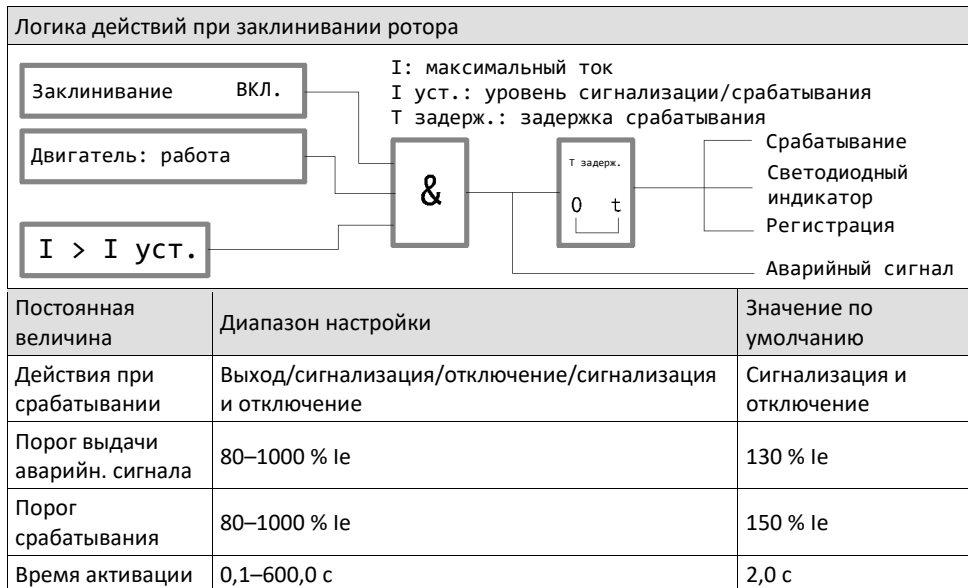 Логика действий при заклинивании ротора
Заклинивание ВКЛ.
Двигатель: работа
I > I уст.
I: максимальный ток
I уст.: уровень сигнализации/срабатывания
T задерж.: задержка срабатывания
&
T задерж.
0 t
Срабатывание
Светодиодный
индикатор
Регистрация
Аварийный сигнал
Постоянная
величина
Диапазон настройки
Значение по
умолчанию
Действия при
срабатывании
Выход/сигнализация/отключение/сигнализация
и отключение
Сигнализация и
отключение
Порог выдачи
аварийн. сигнала
80–1000 % Ie
130 % Ie
Порог
срабатывания
80–1000 % Ie
150 % Ie
Время активации
0,1–600,0 с
2,0 с